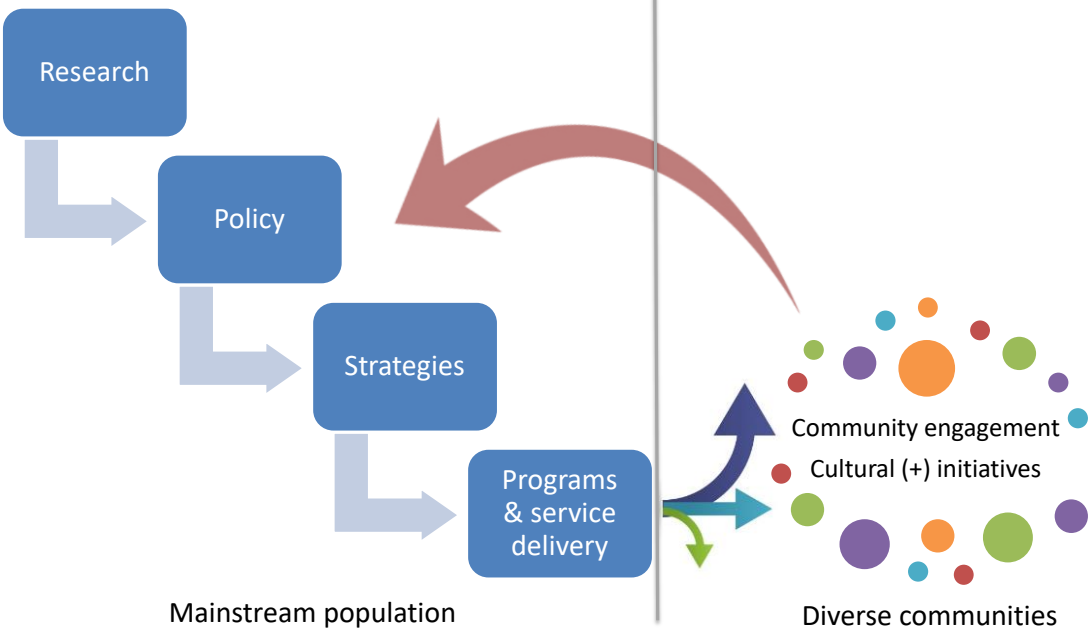 Research
Policy
Strategies
Programs
& service
delivery
Community engagement
Cultural (+) initiatives
Mainstream population
Diverse communities